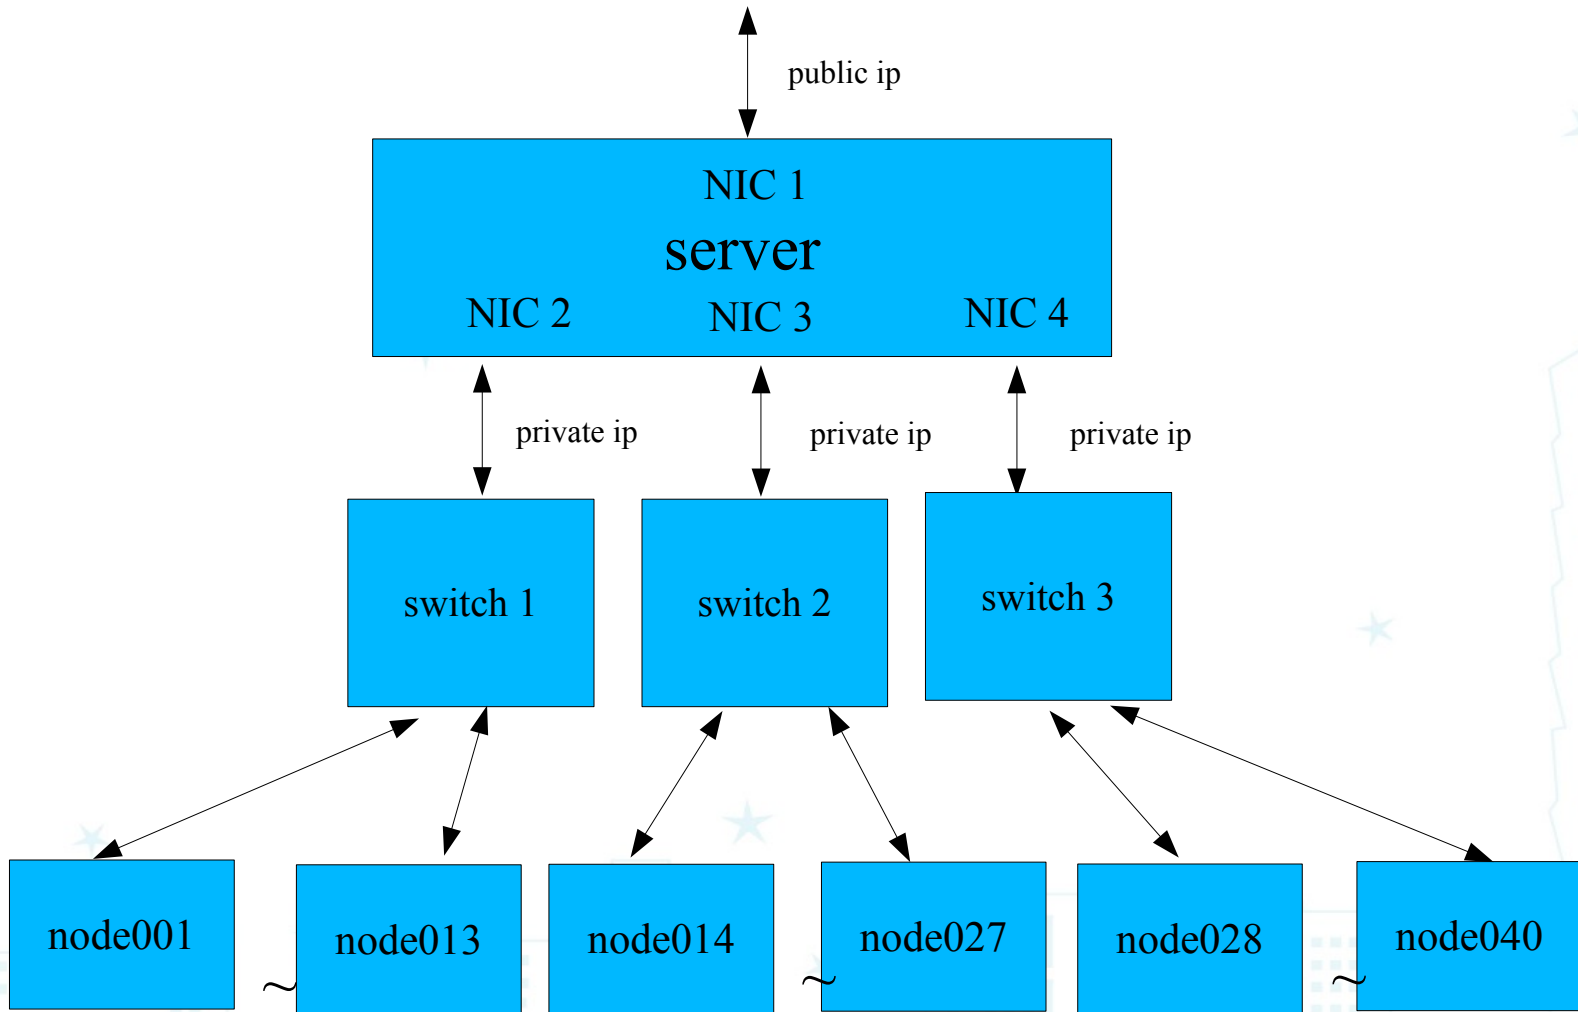 public ip
NIC 1
server
NIC 2
NIC 3
NIC 4
private ip
private ip
private ip
switch 1
switch 2
switch 3
node001
~
node013
node014
~
node027
node028
~
node040